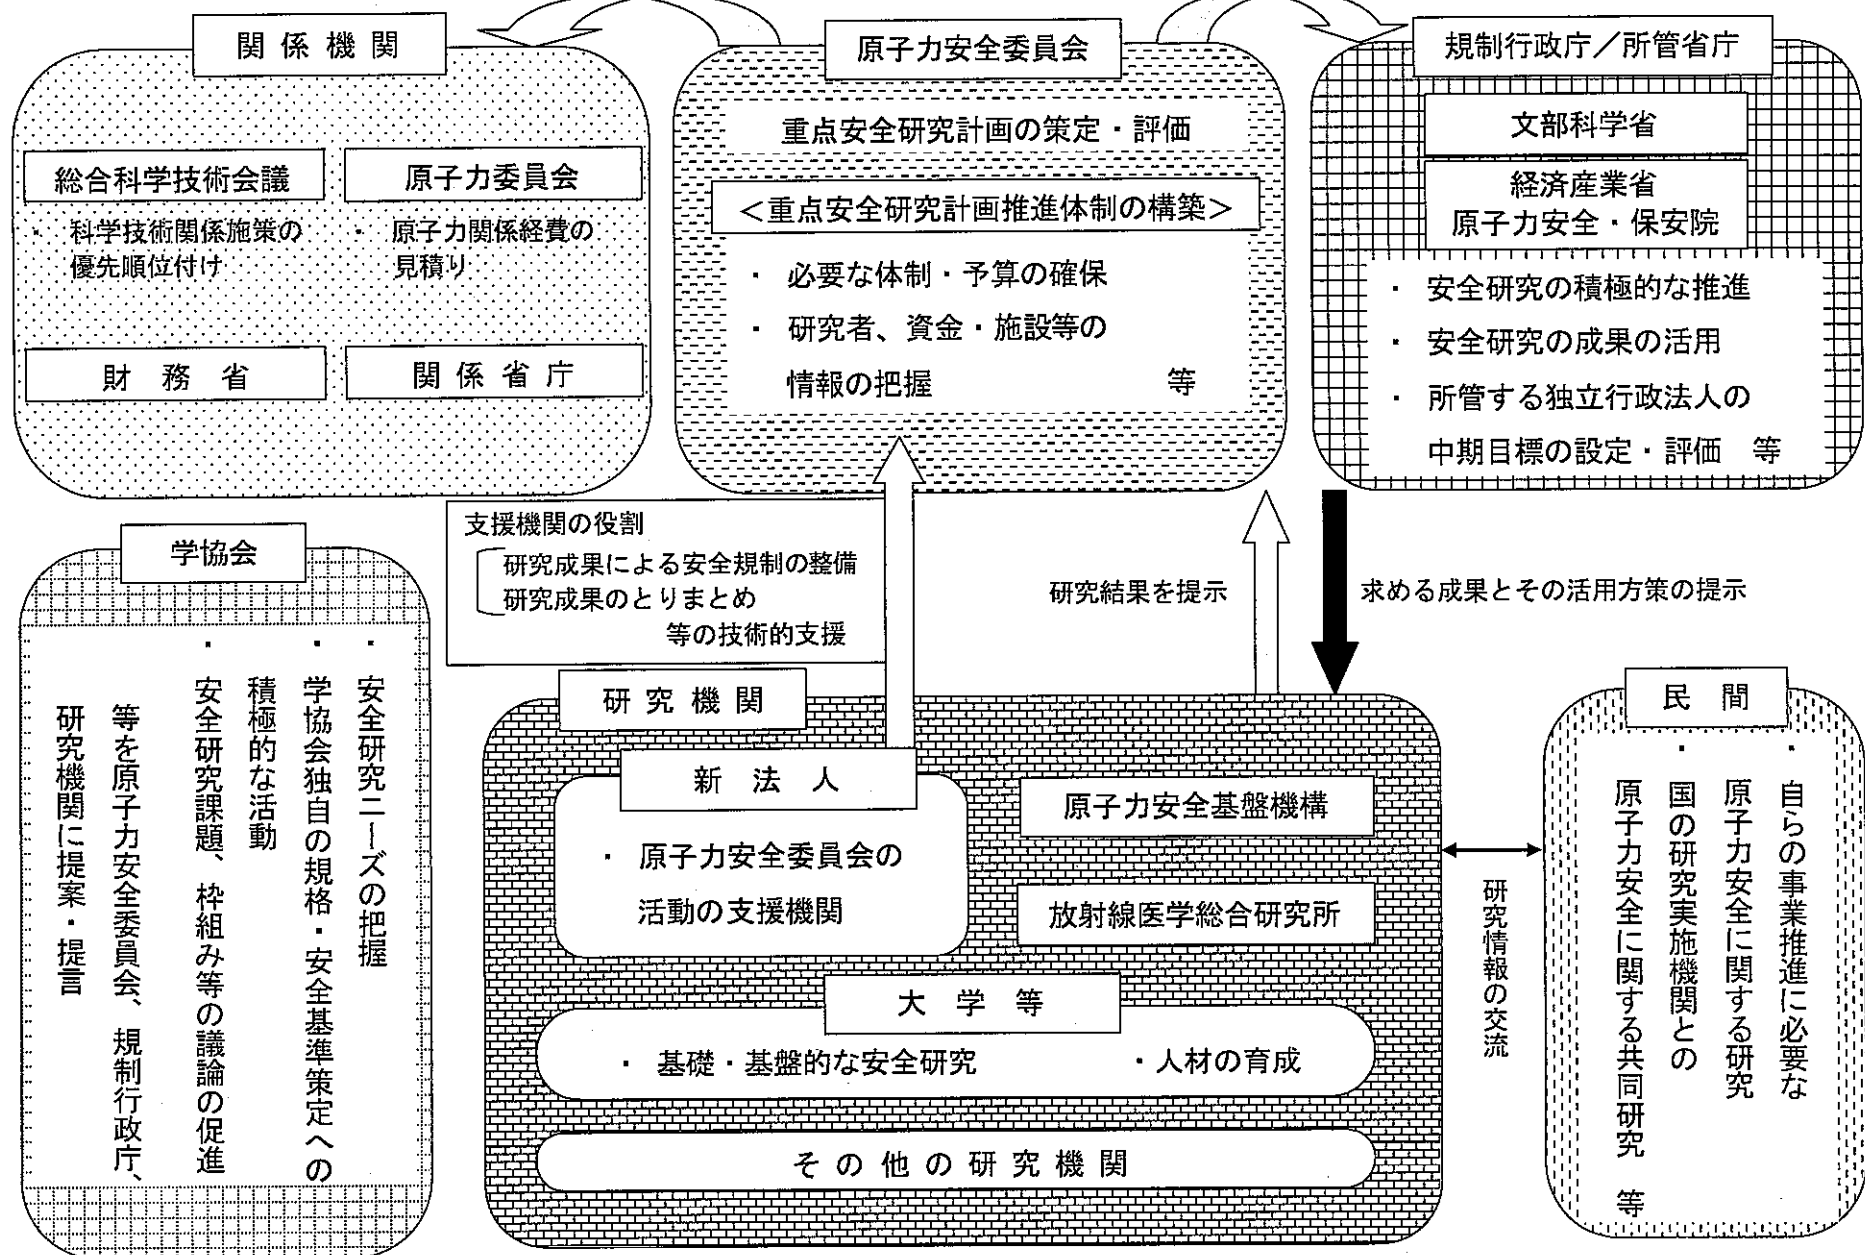 関係機関
総合科学技術会議
・ 科学技術関係施策の
優先順位付け
原子力委員会
・ 原子力関係経費の
見積り
財務省
関係省庁
原子力安全委員会
重点安全研究計画の策定・評価
＜重点安全研究計画推進体制の構築＞
・ 必要な体制・予算の確保
・ 研究者、資金・施設等の
情報の把握 等
規制行政庁／所管省庁
文部科学省
経済産業省
原子力安全・保安院
・ 安全研究の積極的な推進
・ 安全研究の成果の活用
・ 所管する独立行政法人の
中期目標の設定・評価 等
支援機関の役割
研究成果による安全規制の整備
研究成果のとりまとめ
等の技術的支援
研究結果を提示
求める成果とその活用方策の提示
学協会
・ 安全研究ニーズの把握
・ 学協会独自の規格・安全基準策定への
積極的な活動
・ 安全研究課題、枠組み等の議論の促進
等を原子力安全委員会、規制行政庁、
研究機関に提案・提言
研究機関
新法人
・ 原子力安全委員会の
活動の支援機関
原子力安全基盤機構
放射線医学総合研究所
大学等
・ 基礎・基盤的な安全研究 ・人材の育成
その他の研究機関
研究情報の交流
民間
・ 自らの事業推進に必要な
原子力安全に関する研究
・ 国の研究実施機関との
原子力安全に関する共同研究 等